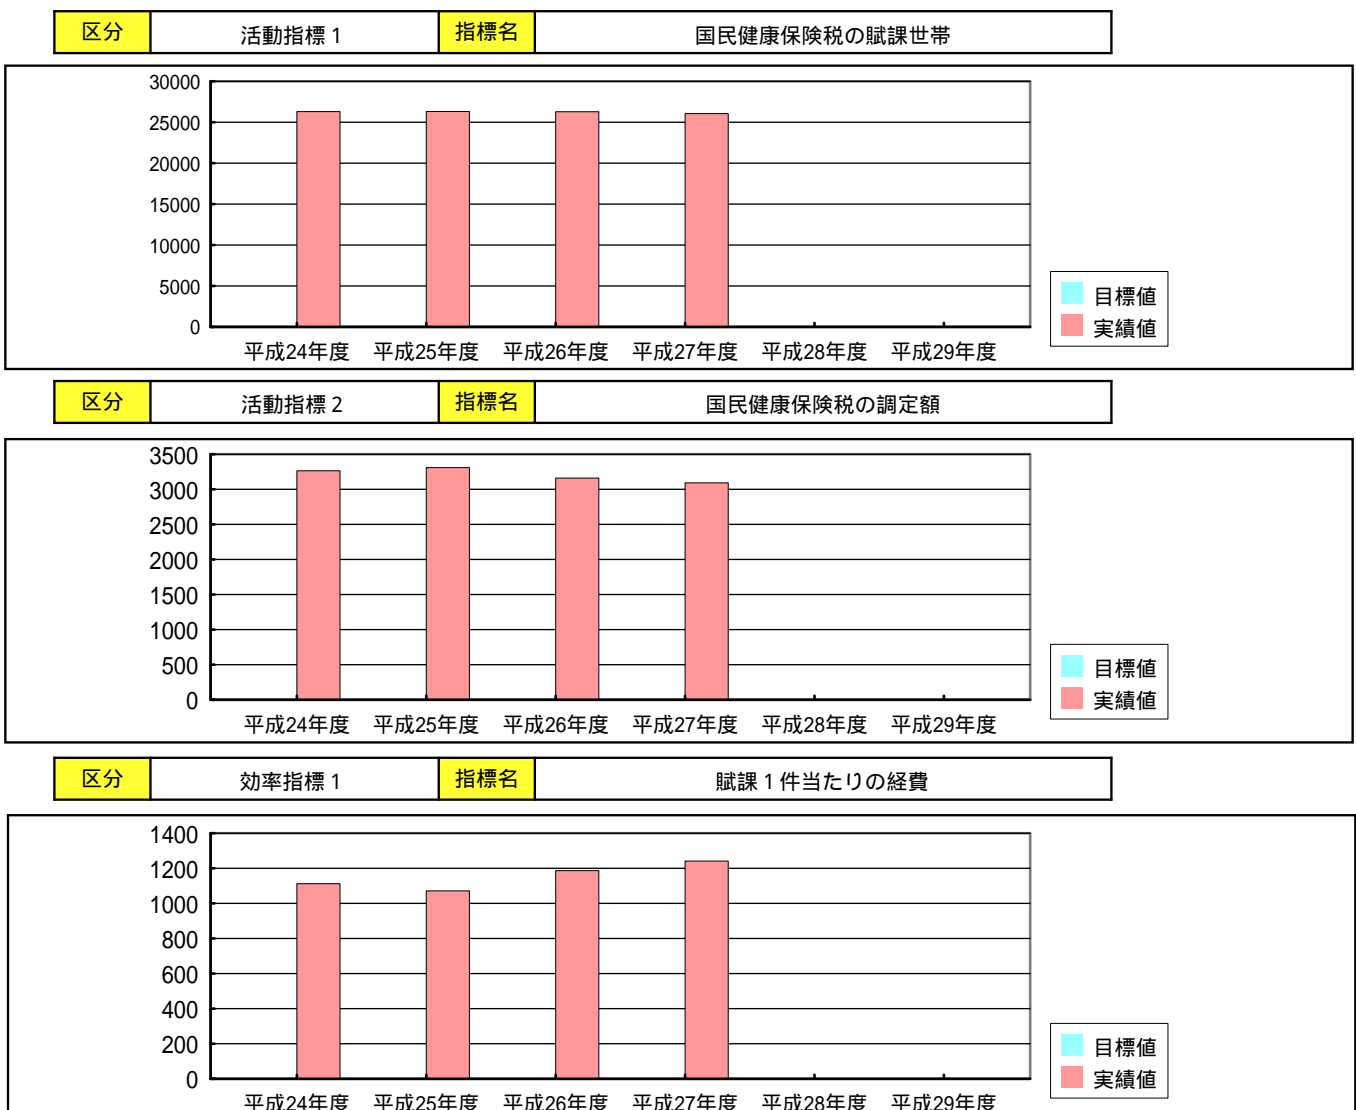 区分 活動指標１ 指標名 国民健康保険税の賦課世帯
30000
25000
20000
15000
10000
5000
0
平成24年度 平成25年度 平成26年度 平成27年度 平成28年度 平成29年度
目標値
実績値
区分 活動指標２ 指標名 国民健康保険税の調定額
3500
3000
2500
2000
1500
1000
500
0
平成24年度 平成25年度 平成26年度 平成27年度 平成28年度 平成29年度
目標値
実績値
区分 効率指標１ 指標名 賦課１件当たりの経費
1400
1200
1000
800
600
400
200
0
平成24年度 平成25年度 平成26年度 平成27年度 平成28年度 平成29年度
目標値
実績値